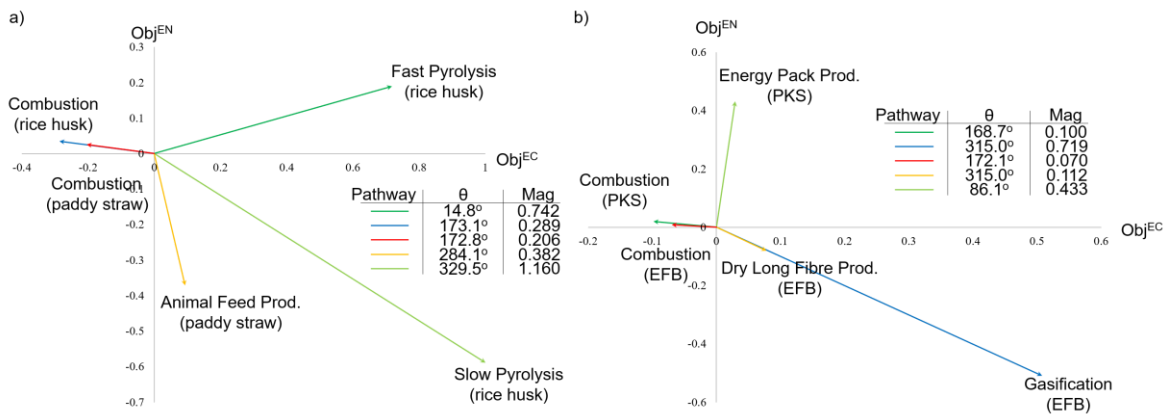 a)
Obj^EN
0.3
0.2
0.1
0
-0.1
-0.2
-0.3
-0.4
-0.5
-0.6
-0.7
-0.4
-0.2
0
0.2
0.4
0.6
0.8
1
Obj^EC
Fast Pyrolysis
(rice husk)
Combustion
(rice husk)
Combustion
(paddy straw)
Animal Feed Prod.
(paddy straw)
Slow Pyrolysis
(rice husk)
Pathway θ Mag
14.8° 0.742
173.1° 0.289
172.8° 0.206
284.1° 0.382
329.5° 1.160
b)
Obj^EN
0.6
0.4
0.2
0
-0.2
-0.4
-0.6
-0.2
-0.1
0
0.1
0.2
0.3
0.4
0.5
0.6
Obj^EC
Energy Pack Prod.
(PKS)
Combustion
(PKS)
Combustion
(EFB)
Dry Long Fibre Prod.
(EFB)
Gasification
(EFB)
Pathway θ Mag
168.7° 0.100
315.0° 0.719
172.1° 0.070
315.0° 0.112
86.1° 0.433